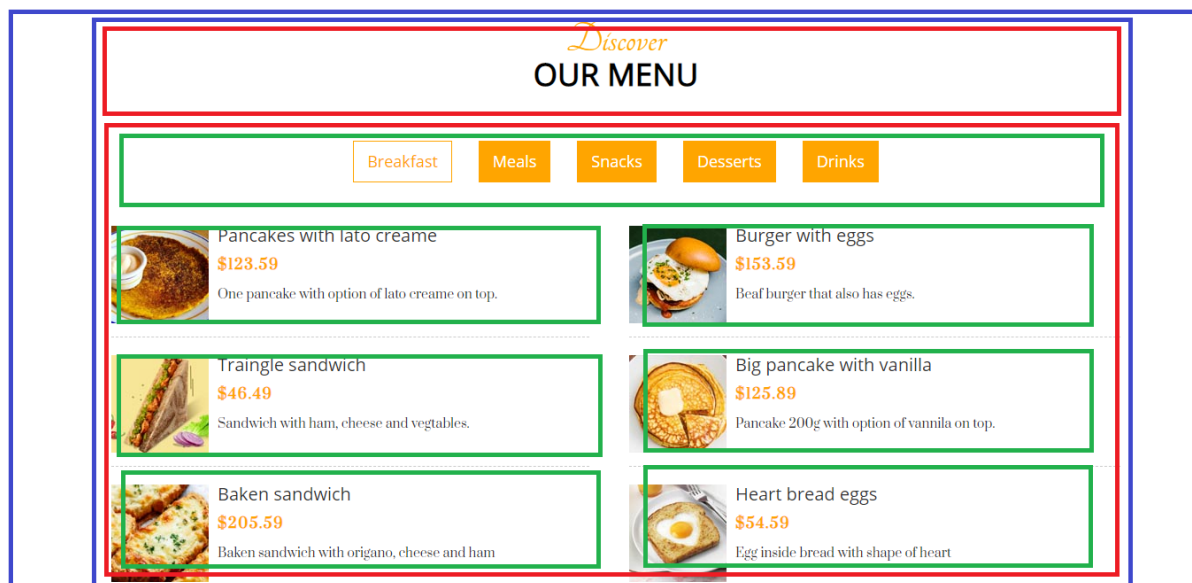 Discover
OUR MENU
Breakfast Meals Snacks Desserts Drinks
Pancakes with lato creame
$123.59
One pancake with option of lato creame on top.
Burger with eggs
$153.59
Beaf burger that also has eggs.
Traingle sandwich
$46.49
Sandwich with ham, cheese and vegtables.
Big pancake with vanilla
$125.89
Pancake 200g with option of vannila on top.
Baken sandwich
$205.59
Baken sandwich with origano, cheese and ham
Heart bread eggs
$54.59
Egg inside bread with shape of heart